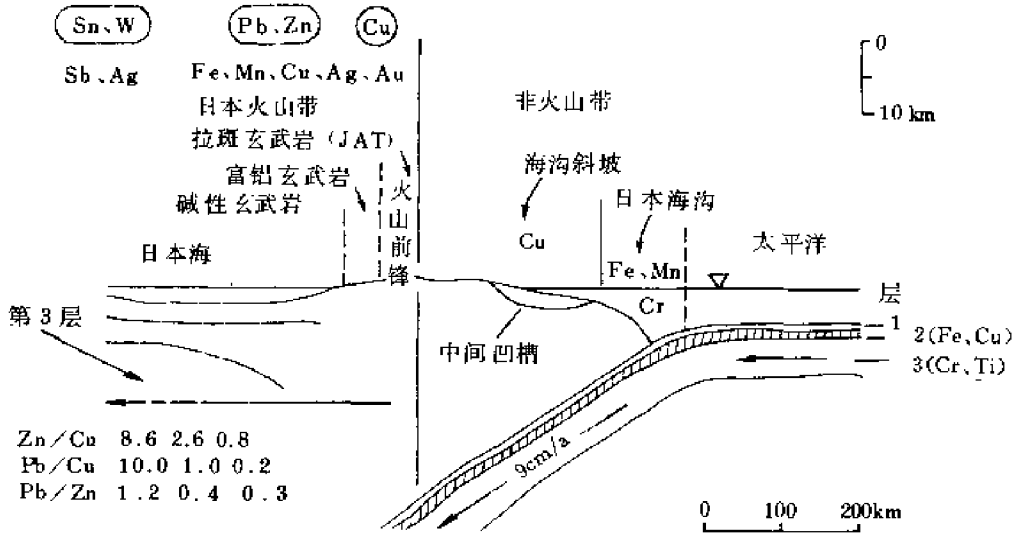 Sn、W Pb、Zn Cu
Sb、Ag Fe、Mn、Cu、Ag、Au
日本火山带
拉斑玄武岩（JAT）
富铝玄武岩
碱性玄武岩
火山前锋
非火山带
海沟斜坡
日本海沟
Cu
Fe、Mn
Cr
太平洋
日本海
第3层
中间凹槽
层
1
2(Fe、Cu)
3(Cr、Ti)
9cm/a
0
10 km
Zn／Cu 8.6 2.6 0.8
Pb／Cu 10.0 1.0 0.2
Pb／Zn 1.2 0.4 0.3
0 100 200km